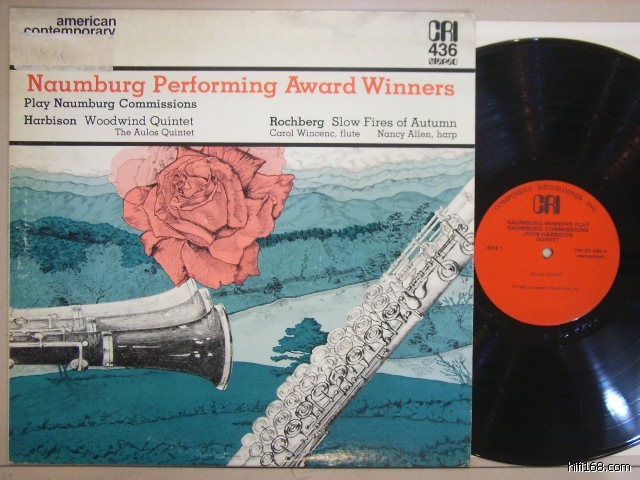 american
contemporary
CRI
436
STEREO
Naumburg Performing Award Winners
Play Naumburg Commissions
Harbison Woodwind Quintet
The Aulos Quintet
Rochberg Slow Fires of Autumn
Carol Wincenc, flute Nancy Allen, harp
COMPOSERS RECORDINGS INC.
CRI
NAUMBURG WINNERS PLAY
NAUMBURG COMMISSIONS
JOHN HARBISON
QUINTET
SIDE 1
AULOS QUINTET
hifi168.com